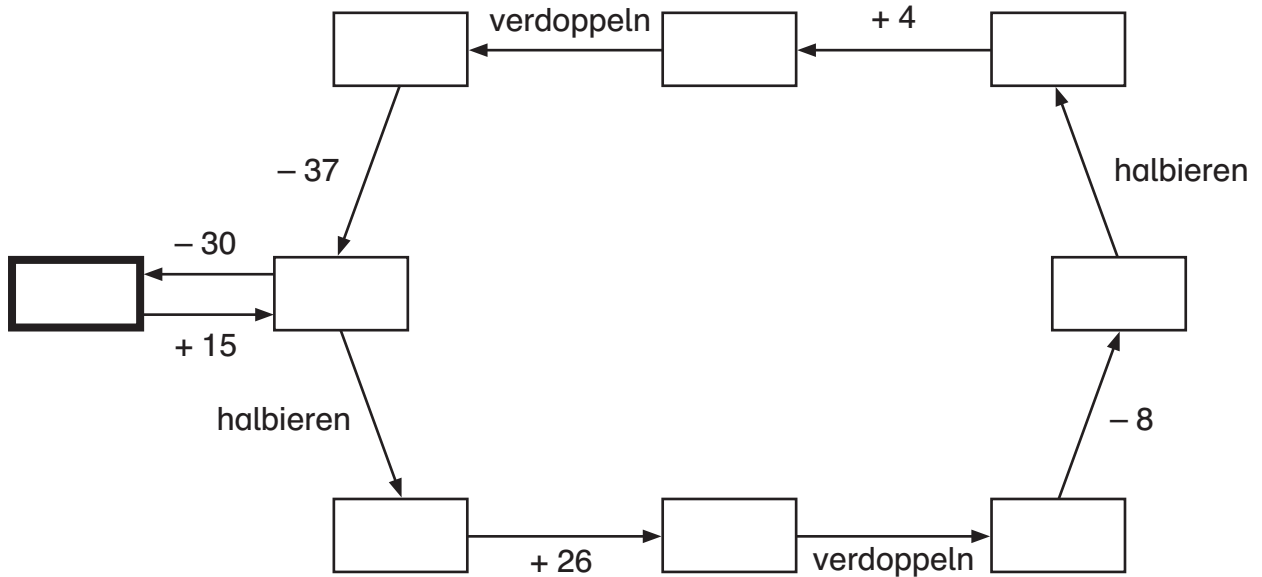 verdoppeln
+ 4
– 37
halbieren
– 30
+ 15
halbieren
– 8
+ 26
verdoppeln